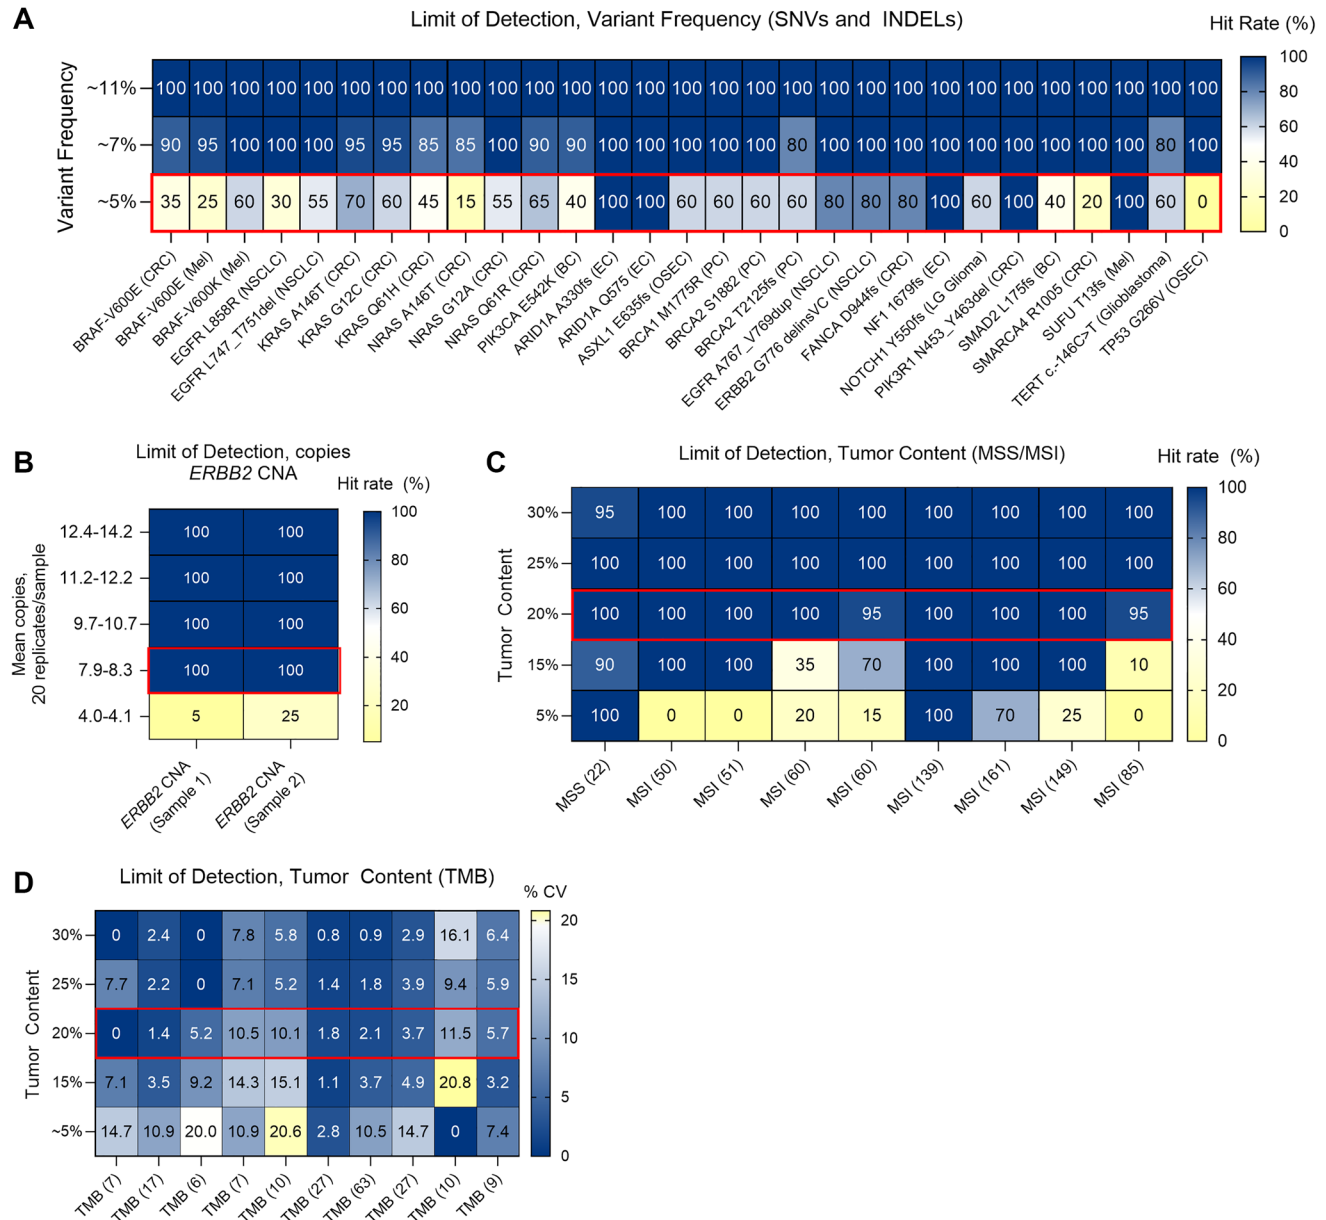 A
Limit of Detection, Variant Frequency (SNVs and INDELs)
Hit Rate (%)
Variant Frequency
~11% 100 100 100 100 100 100 100 100 100 100 100 100 100 100 100 100 100 100 100 100 100 100 100 100 100 100 100 100 100
~7% 90 95 100 100 100 95 95 85 85 100 90 90 100 100 100 100 100 80 100 100 100 100 100 100 100 100 100 80 100
~5% 35 25 60 30 55 70 60 45 15 55 65 40 100 100 60 60 60 60 80 80 80 100 60 100 40 20 100 60 0
100
80
60
40
20
0
BRAF-V600E (CRC)
BRAF-V600E (Mel)
BRAF-V600K (Mel)
EGFR L858R (NSCLC)
EGFR L747_T751del (NSCLC)
KRAS A146T (CRC)
KRAS G12C (CRC)
KRAS Q61H (CRC)
NRAS A146T (CRC)
NRAS G12A (CRC)
NRAS Q61R (CRC)
PIK3CA E542K (BC)
ARID1A A330fs (EC)
ARID1A Q575 (EC)
ASXL1 E635fs (OSEC)
BRCA1 M1775R (PC)
BRCA2 S1882 (PC)
BRCA2 T2125fs (PC)
EGFR A767_V769dup (NSCLC)
ERBB2 G776 delinsVC (NSCLC)
FANCA D944fs (CRC)
NF1 1679fs (EC)
NOTCH1 Y550fs (LG Glioma)
PIK3R1 N453_Y463del (CRC)
SMAD2 L175fs (BC)
SMARCA4 R1005 (CRC)
SUFU T13fs (Mel)
TERT c.-146C>T (Glioblastoma)
TP53 G266V (OSEC)
B
Limit of Detection, copies
ERBB2 CNA
Hit rate (%)
Mean copies,
20 replicates/sample
12.4-14.2 100 100
11.2-12.2 100 100
9.7-10.7 100 100
7.9-8.3 100 100
4.0-4.1 5 25
100
80
60
40
20
ERBB2 CNA
(Sample 1)
ERBB2 CNA
(Sample 2)
C
Limit of Detection, Tumor Content (MSS/MSI)
Hit rate (%)
Tumor Content
30% 95 100 100 100 100 100 100 100 100
25% 100 100 100 100 100 100 100 100 100
20% 100 100 100 100 95 100 100 100 95
15% 90 100 100 35 70 100 100 100 10
5% 100 0 0 20 15 100 70 25 0
100
80
60
40
20
0
MSS (22)
MSI (50)
MSI (51)
MSI (60)
MSI (60)
MSI (139)
MSI (161)
MSI (149)
MSI (85)
D
Limit of Detection, Tumor Content (TMB)
% CV
Tumor Content
30% 0 2.4 0 7.8 5.8 0.8 0.9 2.9 16.1 6.4
25% 7.7 2.2 0 7.1 5.2 1.4 1.8 3.9 9.4 5.9
20% 0 1.4 5.2 10.5 10.1 1.8 2.1 3.7 11.5 5.7
15% 7.1 3.5 9.2 14.3 15.1 1.1 3.7 4.9 20.8 3.2
~5% 14.7 10.9 20.0 10.9 20.6 2.8 10.5 14.7 0 7.4
20
15
10
5
0
TMB (7)
TMB (17)
TMB (6)
TMB (7)
TMB (10)
TMB (27)
TMB (63)
TMB (27)
TMB (10)
TMB (9)